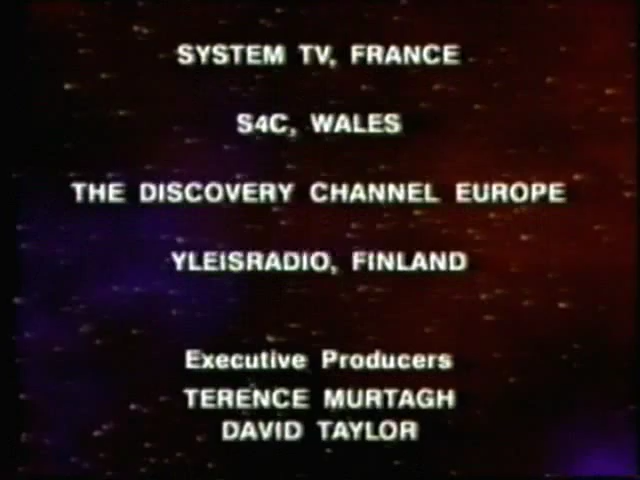 SYSTEM TV, FRANCE
S4C, WALES
THE DISCOVERY CHANNEL EUROPE
YLEISRADIO, FINLAND
Executive Producers
TERENCE MURTAGH
DAVID TAYLOR